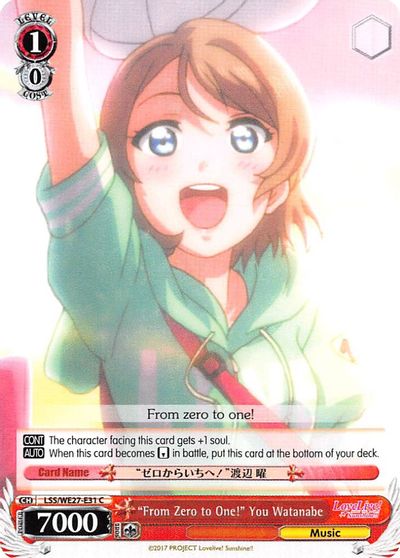 LEVEL
1
0
COST
From zero to one!
CONT The character facing this card gets +1 soul.
AUTO When this card becomes in battle, put this card at the bottom of your deck.
Card Name "ゼロからいちへ!" 渡辺 曜
CH LSS/WE27-E31 C
"From Zero to One!" You Watanabe
LoveLive!
Sunshine!!
POWER 7000 SOUL
Music
©2017 PROJECT Lovelive! Sunshine!!